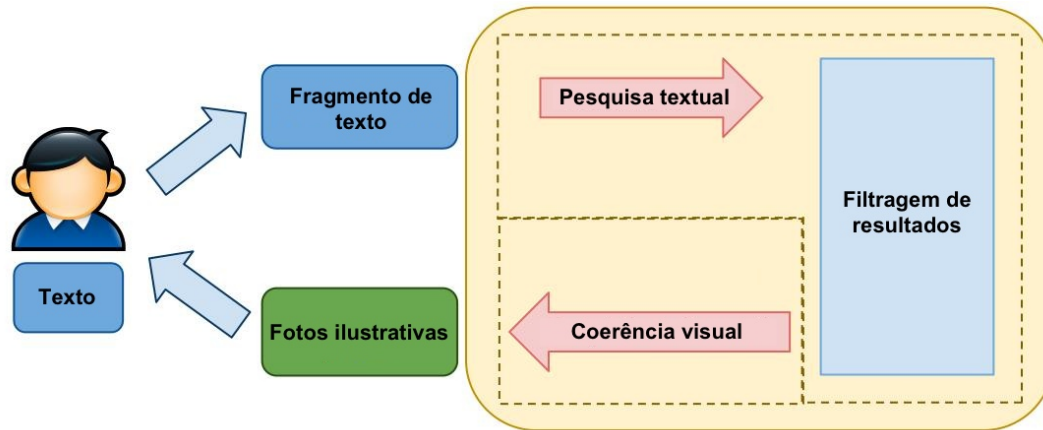 Fragmento de
texto
Pesquisa textual
Filtragem de
resultados
Texto
Fotos ilustrativas
Coerência visual